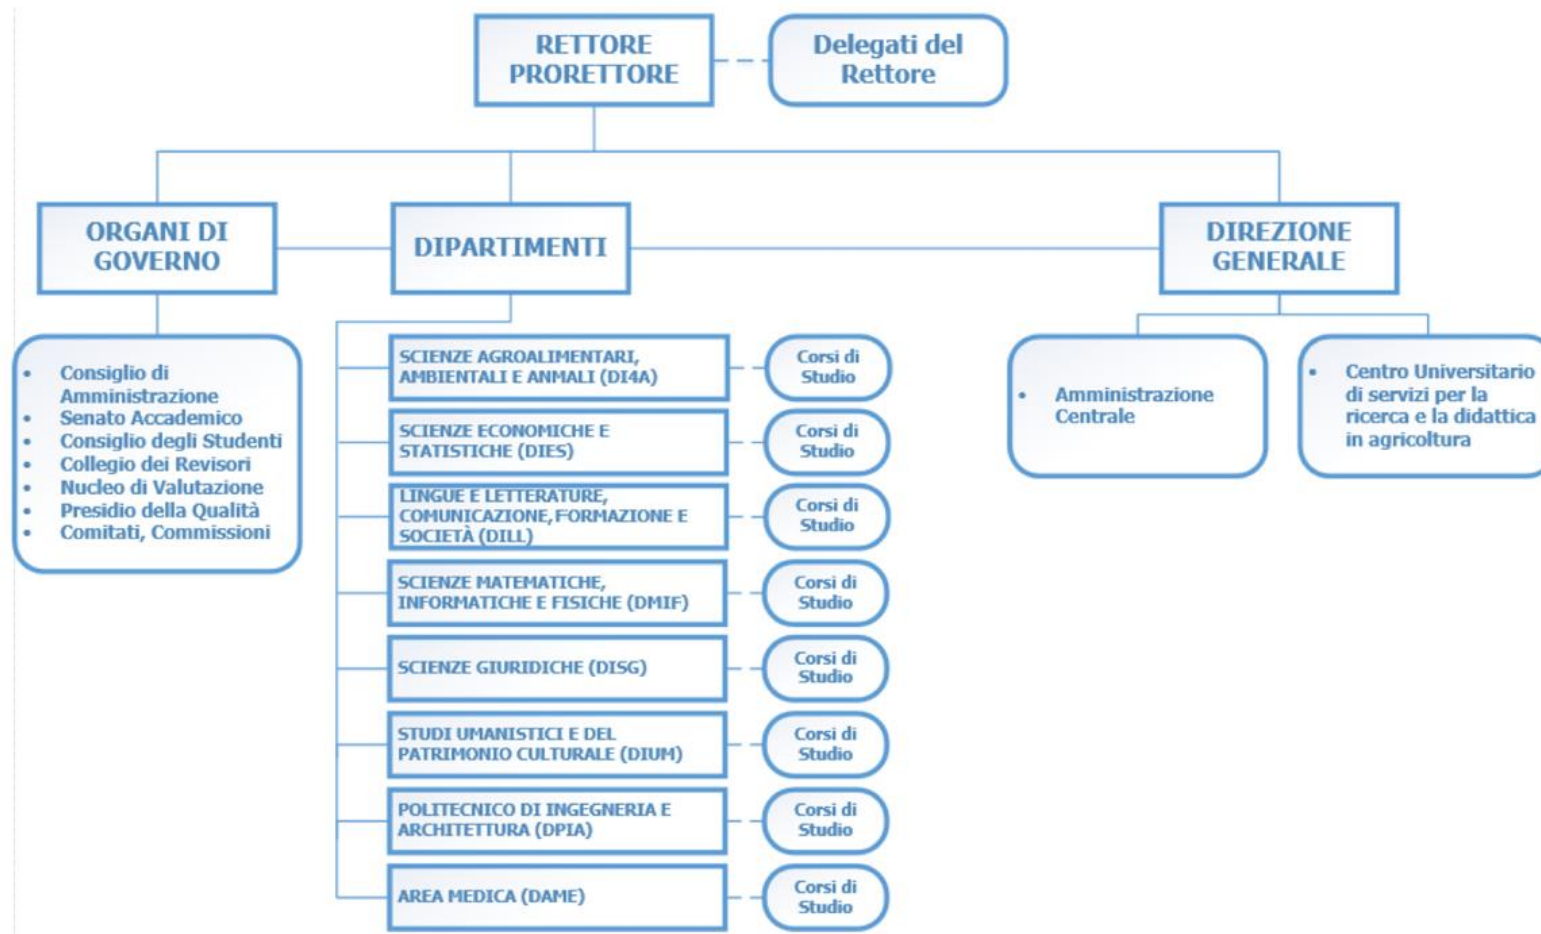 RETTORE
PRORETTORE
Delegati del
Rettore
ORGANI DI
GOVERNO
DIPARTIMENTI
DIREZIONE
GENERALE
• Consiglio di
Amministrazione
• Senato Accademico
• Consiglio degli Studenti
• Collegio dei Revisori
• Nucleo di Valutazione
• Presidio della Qualità
• Comitati, Commissioni
SCIENZE AGROALIMENTARI,
AMBIENTALI E ANMALI (DI4A)
Corsi di
Studio
SCIENZE ECONOMICHE E
STATISTICHE (DIES)
Corsi di
Studio
LINGUE E LETTERATURE,
COMUNICAZIONE, FORMAZIONE E
SOCIETÀ (DILL)
Corsi di
Studio
SCIENZE MATEMATICHE,
INFORMATICHE E FISICHE (DMIF)
Corsi di
Studio
SCIENZE GIURIDICHE (DISG)
Corsi di
Studio
STUDI UMANISTICI E DEL
PATRIMONIO CULTURALE (DIUM)
Corsi di
Studio
POLITECNICO DI INGEGNERIA E
ARCHITETTURA (DPIA)
Corsi di
Studio
AREA MEDICA (DAME)
Corsi di
Studio
• Amministrazione
Centrale
• Centro Universitario
di servizi per la
ricerca e la didattica
in agricoltura